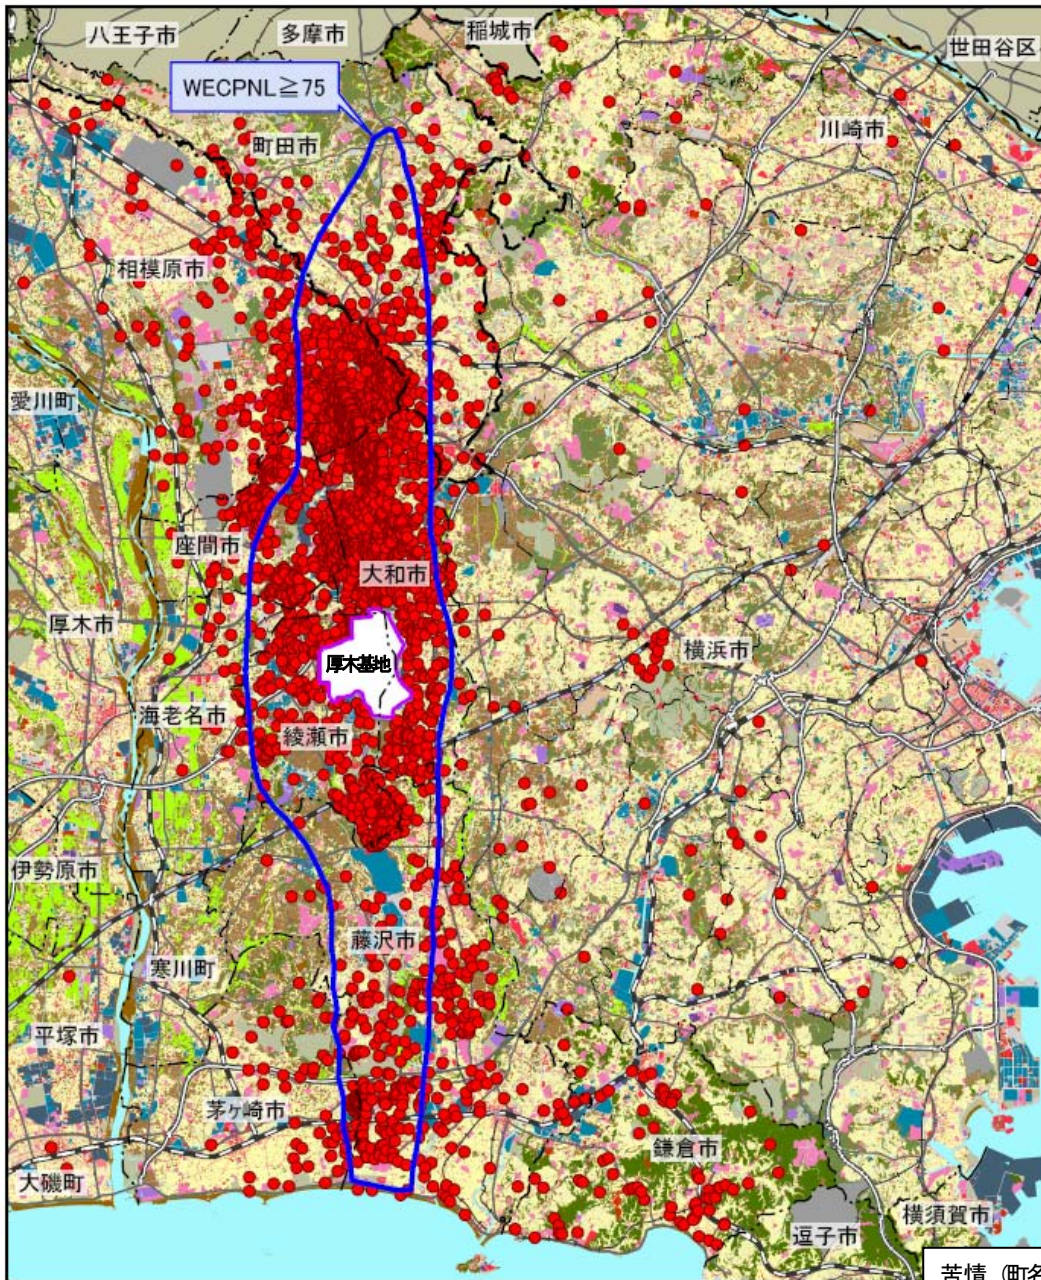 八王子市
多摩市
稲城市
世田谷区
WECPNL≧75
町田市
川崎市
相模原市
愛川町
座間市
大和市
厚木市
厚木基地
横浜市
海老名市
綾瀬市
伊勢原市
藤沢市
寒川町
平塚市
茅ヶ崎市
鎌倉市
大磯町
横須賀市
逗子市
苦情（町名